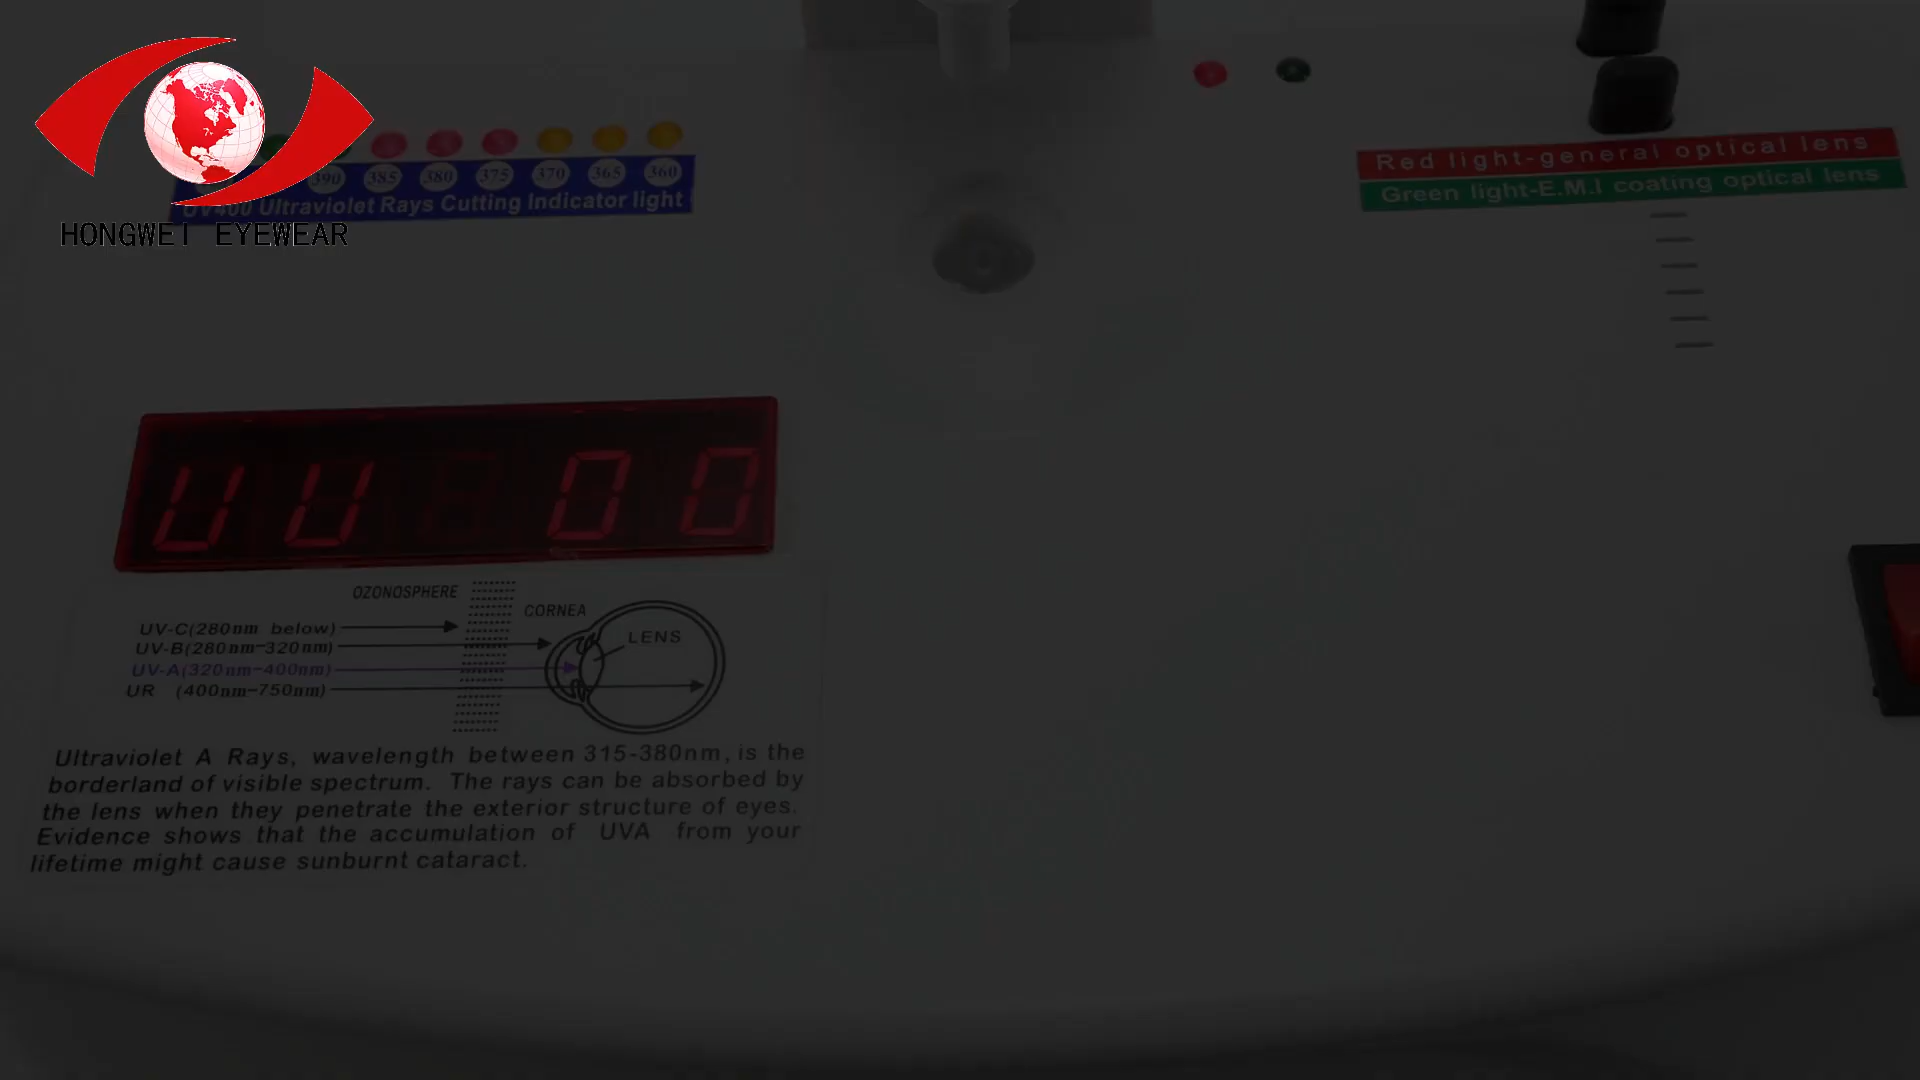 HONGWEI EYEWEAR
390 385 380 375 370 365 360
UV400 Ultraviolet Rays Cutting Indicator light
Red light-general optical lens
Green light-E.M.I coating optical lens
UU 00
OZONOSPHERE
CORNEA
LENS
UV-C(280nm below)
UV-B(280nm-320nm)
UV-A(320nm-400nm)
UR (400nm-750nm)
Ultraviolet A Rays, wavelength between 315-380nm, is the
borderland of visible spectrum. The rays can be absorbed by
the lens when they penetrate the exterior structure of eyes.
Evidence shows that the accumulation of UVA from your
lifetime might cause sunburnt cataract.